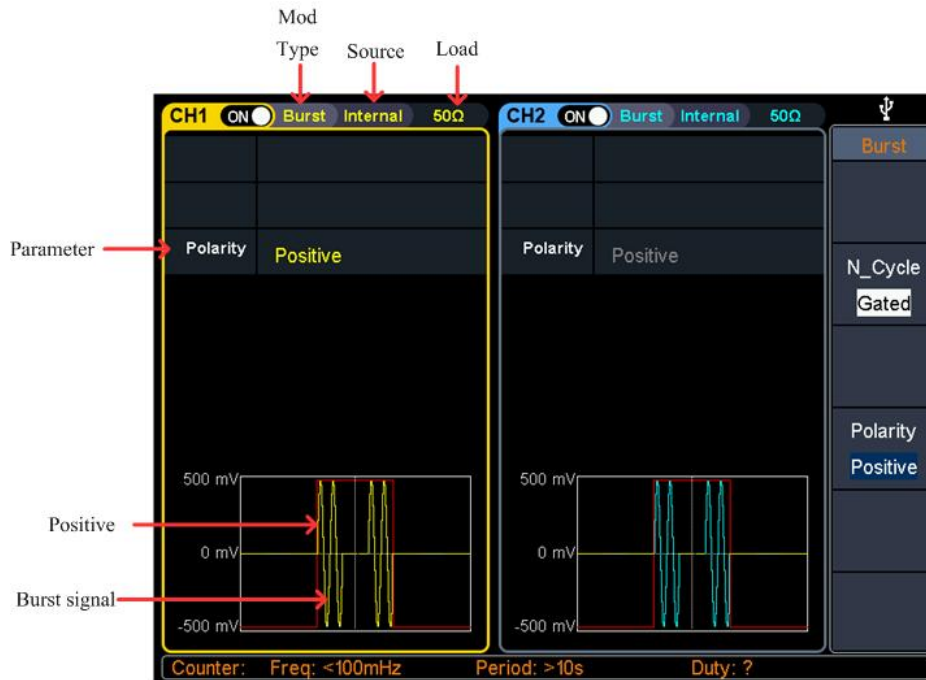 Mod
Type
Source
Load
CH1 ON Burst Internal 50Ω
CH2 ON Burst Internal 50Ω
Burst
Parameter
Polarity Positive
Polarity Positive
N_Cycle
Gated
Polarity
Positive
500 mV
0 mV
-500 mV
500 mV
0 mV
-500 mV
Positive
Burst signal
Counter: Freq: <100mHz Period: >10s Duty: ?